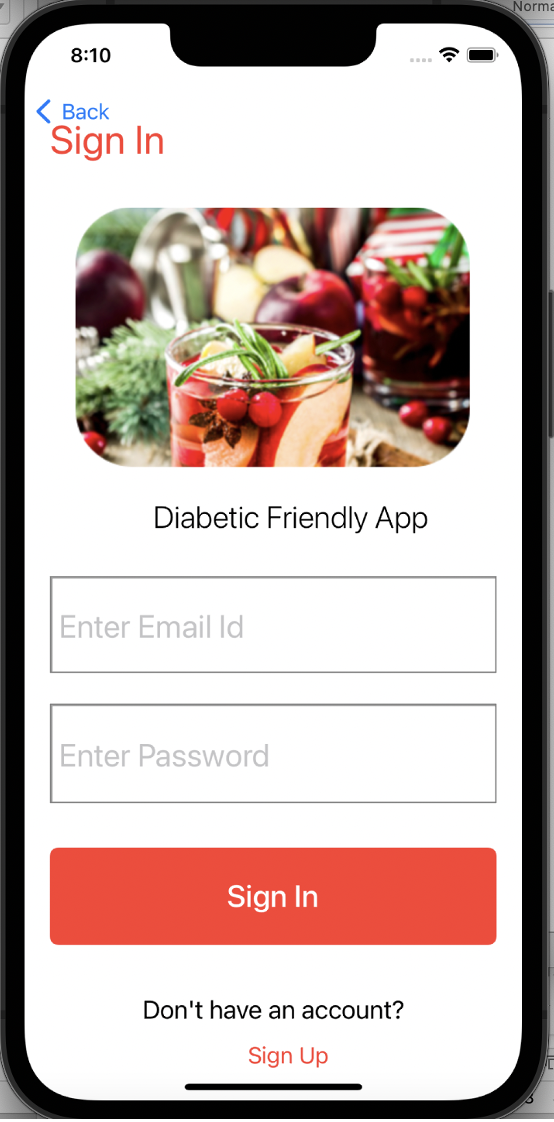 Norma
8:10
Back
Sign In
Diabetic Friendly App
Enter Email Id
Enter Password
Sign In
Don't have an account?
Sign Up